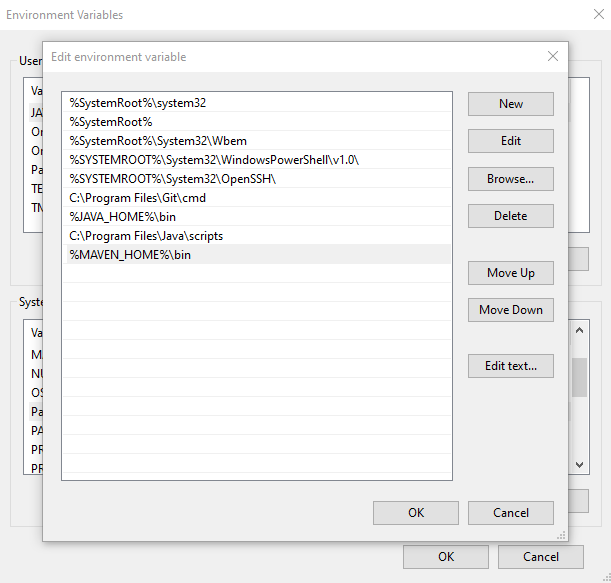 Environment Variables
Edit environment variable
User
Va
JA
On
On
Pa
TE
TN
%SystemRoot%\system32
%SystemRoot%
%SystemRoot%\System32\Wbem
%SYSTEMROOT%\System32\WindowsPowerShell\v1.0\
%SYSTEMROOT%\System32\OpenSSH\
C:\Program Files\Git\cmd
%JAVA_HOME%\bin
C:\Program Files\Java\scripts
%MAVEN_HOME%\bin
New
Edit
Browse...
Delete
Move Up
Move Down
Edit text...
Syste
Va
NU
OS
Pa
PA
PR
PR
OK
Cancel
OK
Cancel